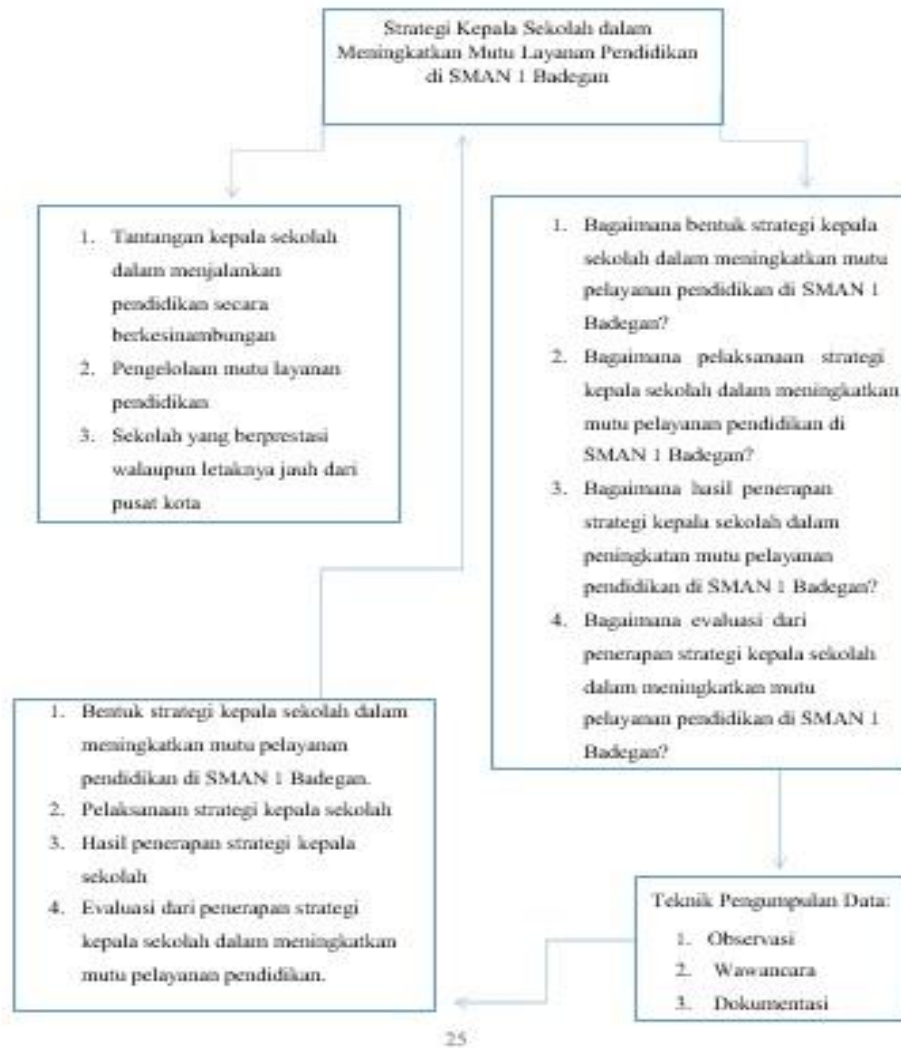 Strategi Kepala Sekolah dalam
Meningkatkan Mutu Layanan Pendidikan
di SMAN 1 Badegan
1. Tantangan kepala sekolah
dalam menjalankan
pendidikan secara
berkesinambungan
2. Pengelolaan mutu layanan
pendidikan
3. Sekolah yang berprestasi
walaupun letaknya jauh dari
pusat kota
1. Bagaimana bentuk strategi kepala
sekolah dalam meningkatkan mutu
pelayanan pendidikan di SMAN 1
Badegan?
2. Bagaimana pelaksanaan strategi
kepala sekolah dalam meningkatkan
mutu pelayanan pendidikan di
SMAN 1 Badegan?
3. Bagaimana hasil penerapan
strategi kepala sekolah dalam
peningkatan mutu pelayanan
pendidikan di SMAN 1 Badegan?
4. Bagaimana evaluasi dari
penerapan strategi kepala sekolah
dalam meningkatkan mutu
pelayanan pendidikan di SMAN 1
Badegan?
1. Bentuk strategi kepala sekolah dalam
meningkatkan mutu pelayanan
pendidikan di SMAN 1 Badegan.
2. Pelaksanaan strategi kepala sekolah
3. Hasil penerapan strategi kepala
sekolah
4. Evaluasi dari penerapan strategi
kepala sekolah dalam meningkatkan
mutu pelayanan pendidikan.
Teknik Pengumpulan Data:
1. Observasi
2. Wawancara
3. Dokumentasi
25